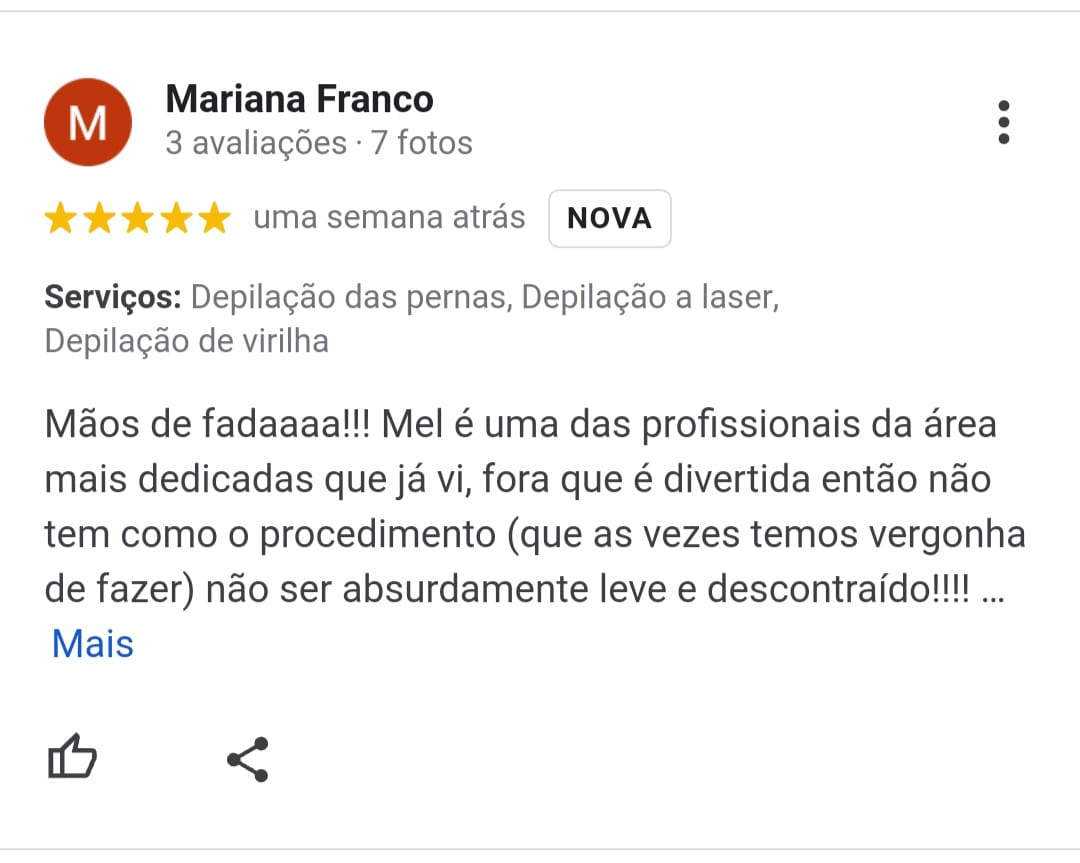 M
Mariana Franco
3 avaliações · 7 fotos
uma semana atrás NOVA
Serviços: Depilação das pernas, Depilação a laser,
Depilação de virilha
Mãos de fadaaaa!!! Mel é uma das profissionais da área
mais dedicadas que já vi, fora que é divertida então não
tem como o procedimento (que as vezes temos vergonha
de fazer) não ser absurdamente leve e descontraído!!!! ...
Mais